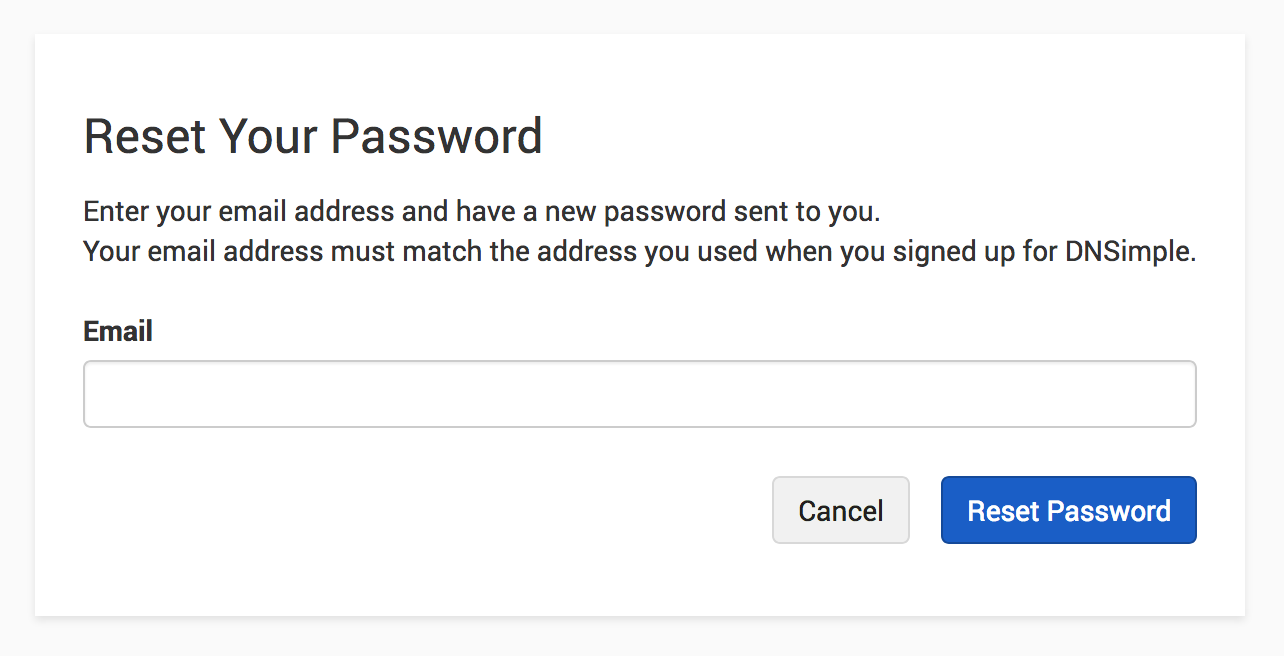 Reset Your Password
Enter your email address and have a new password sent to you.
Your email address must match the address you used when you signed up for DNSimple.
Email
Cancel
Reset Password